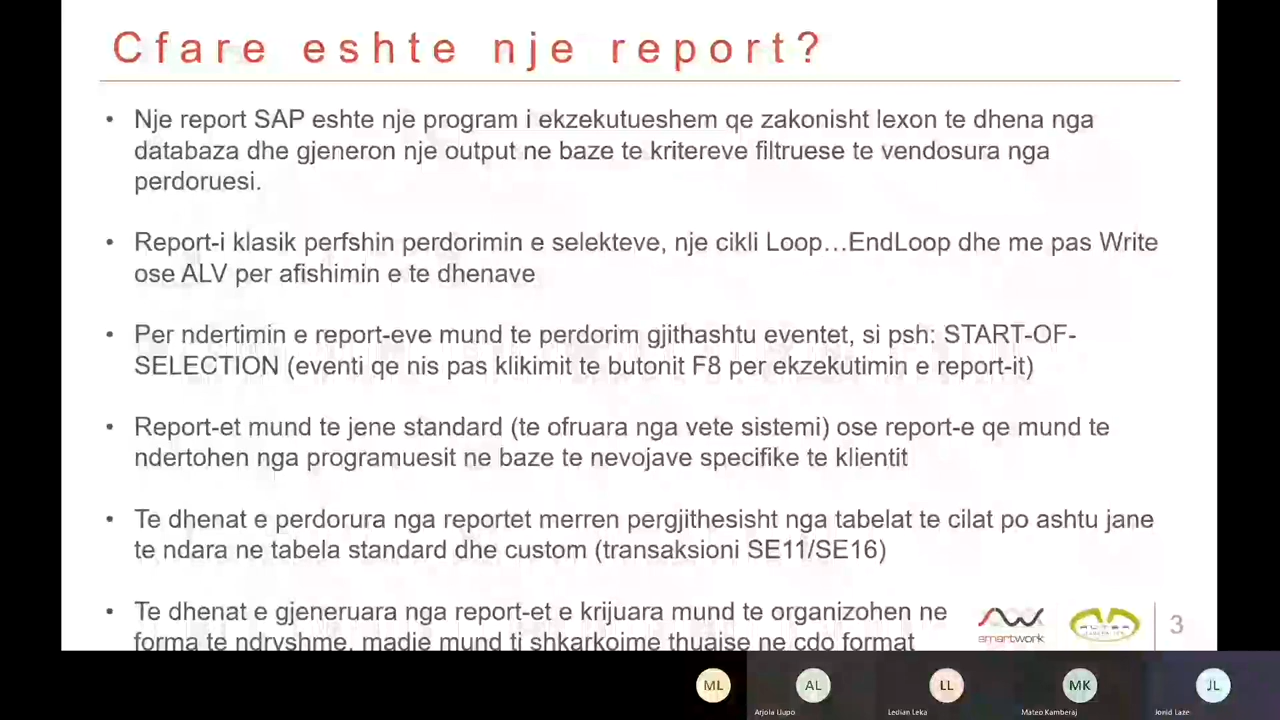 Cfare eshte nje report?
• Nje report SAP eshte nje program i ekzekutueshem qe zakonisht lexon te dhena nga
databaza dhe gjeneron nje output ne baze te kritereve filtruese te vendosura nga
perdoruesi.
• Report-i klasik perfshin perdorimin e selekteve, nje cikli Loop...EndLoop dhe me pas Write
ose ALV per afishimin e te dhenave
• Per ndertimin e report-eve mund te perdorim gjithashtu eventet, si psh: START-OF-
SELECTION (eventi qe nis pas klikimit te butonit F8 per ekzekutimin e report-it)
• Report-et mund te jene standard (te ofruara nga vete sistemi) ose report-e qe mund te
ndertohen nga programuesit ne baze te nevojave specifike te klientit
• Te dhenat e perdorura nga reportet merren pergjithesisht nga tabelat te cilat po ashtu jane
te ndara ne tabela standard dhe custom (transaksioni SE11/SE16)
• Te dhenat e gjeneruara nga report-et e krijuara mund te organizohen ne
forma te ndryshme, madje mund ti shkarkojme thuajse ne cdo format
smartwork
3
ML
AL
LL
MK
JL
Arjola Llupo
Ledian Leka
Mateo Kamberaj
Jonid Laze